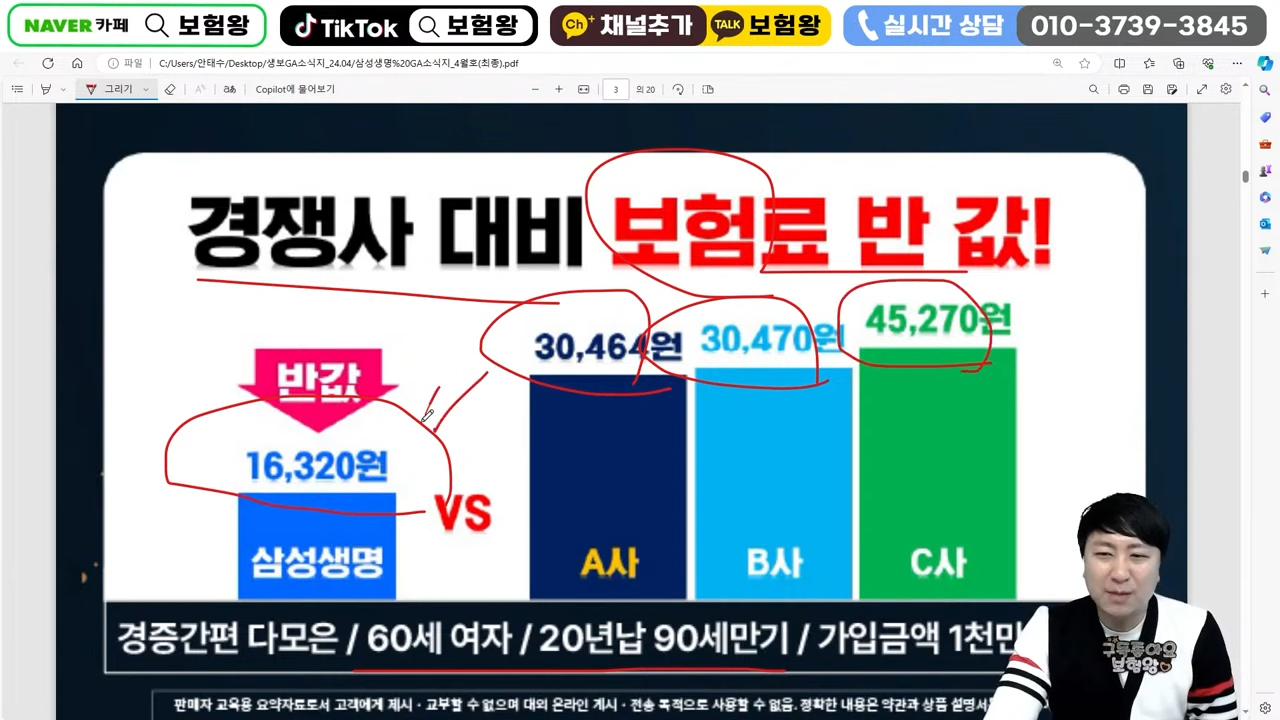 NAVER 카페 보험왕
TikTok 보험왕
Ch+ 채널추가 TALK 보험왕
실시간 상담 010-3739-3845
파일 C:/Users/안태수/Desktop/생보GA소식지_24.04/삼성생명%20GA소식지_4월호(최종).pdf
그리기 Copilot에 물어보기 3 의 20
경쟁사 대비 보험료 반 값!
45,270원
30,464원 30,470원
반값
16,320원
VS
삼성생명 A사 B사 C사
경증간편 다모은 / 60세 여자 / 20년납 90세만기 / 가입금액 1천만
구독좋아요
보험왕
판매자 교육용 요약자료로서 고객에게 제시·교부할 수 없으며 대외 온라인 게시·전송 목적으로 사용할 수 없음. 정확한 내용은 약관과 상품 설명서